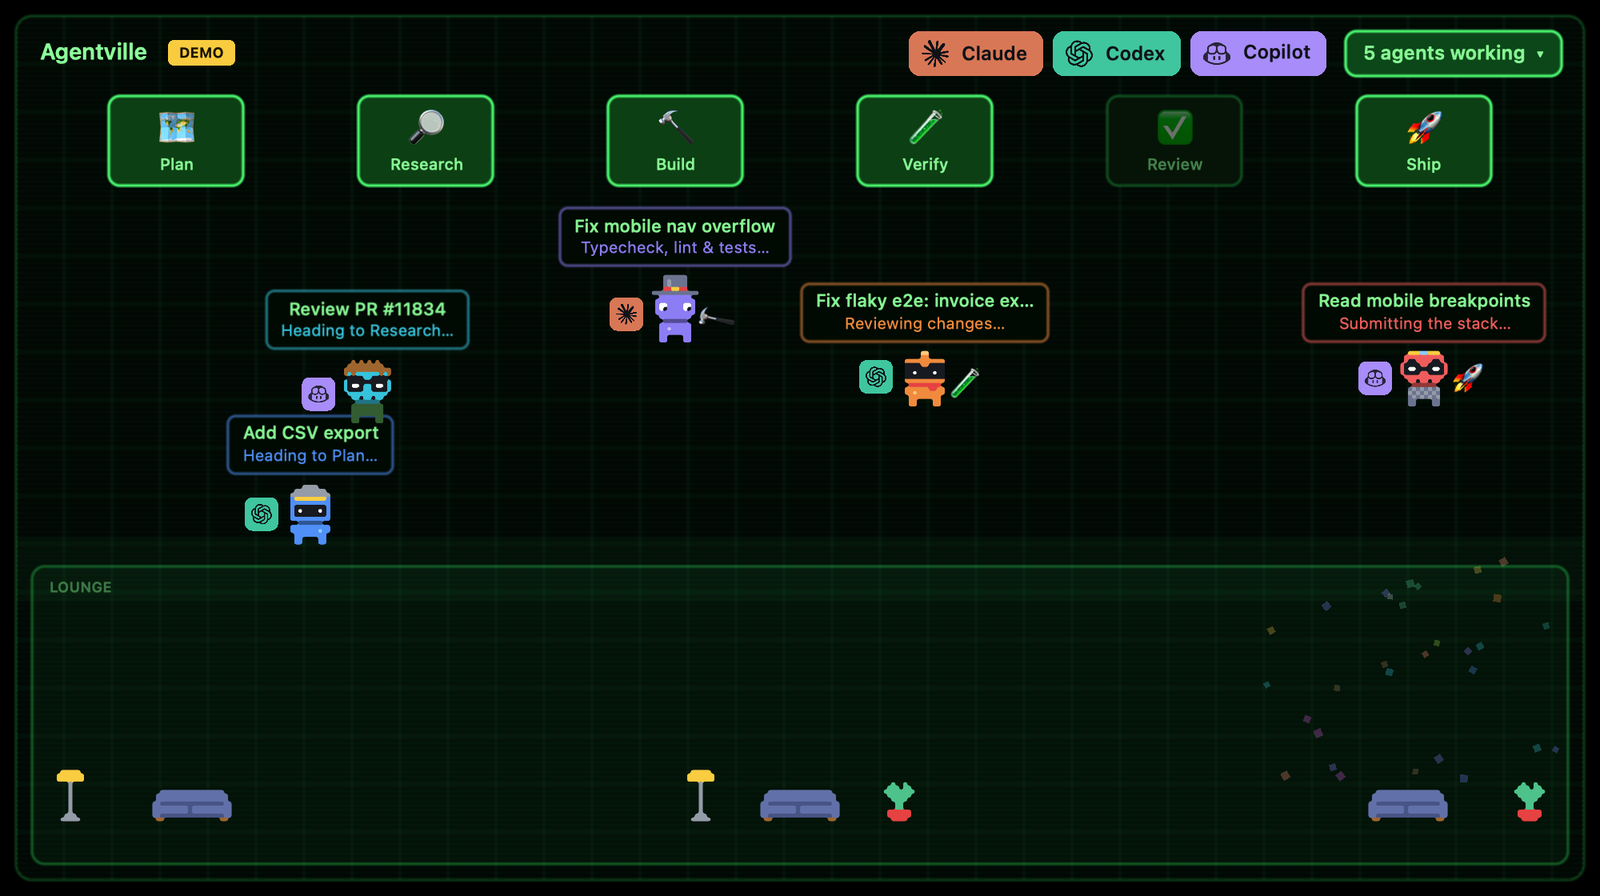 Agentville
DEMO
Claude
Codex
Copilot
5 agents working ▾
Plan
Research
Build
Verify
Review
Ship
Fix mobile nav overflow
Typecheck, lint & tests...
Review PR #11834
Heading to Research...
Fix flaky e2e: invoice ex...
Reviewing changes...
Read mobile breakpoints
Submitting the stack...
Add CSV export
Heading to Plan...
LOUNGE